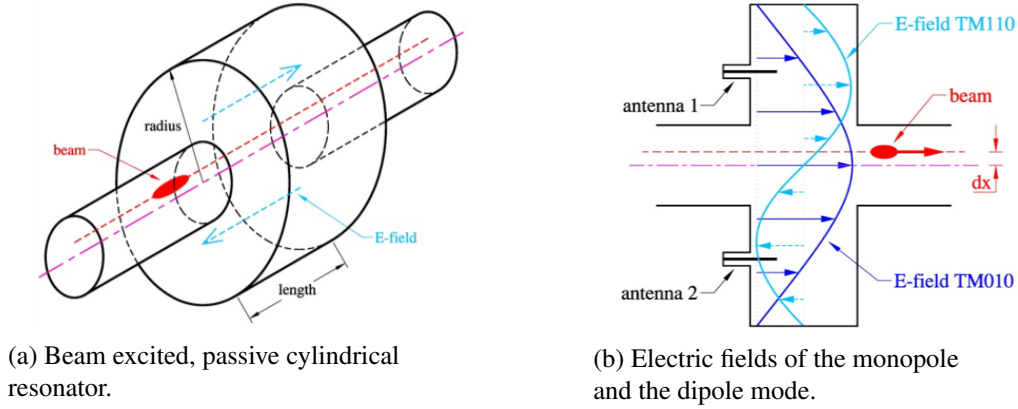 radius
beam
E-field
length
(a) Beam excited, passive cylindrical
resonator.
E-field TM110
antenna 1
beam
dx
antenna 2
E-field TM010
(b) Electric fields of the monopole
and the dipole mode.